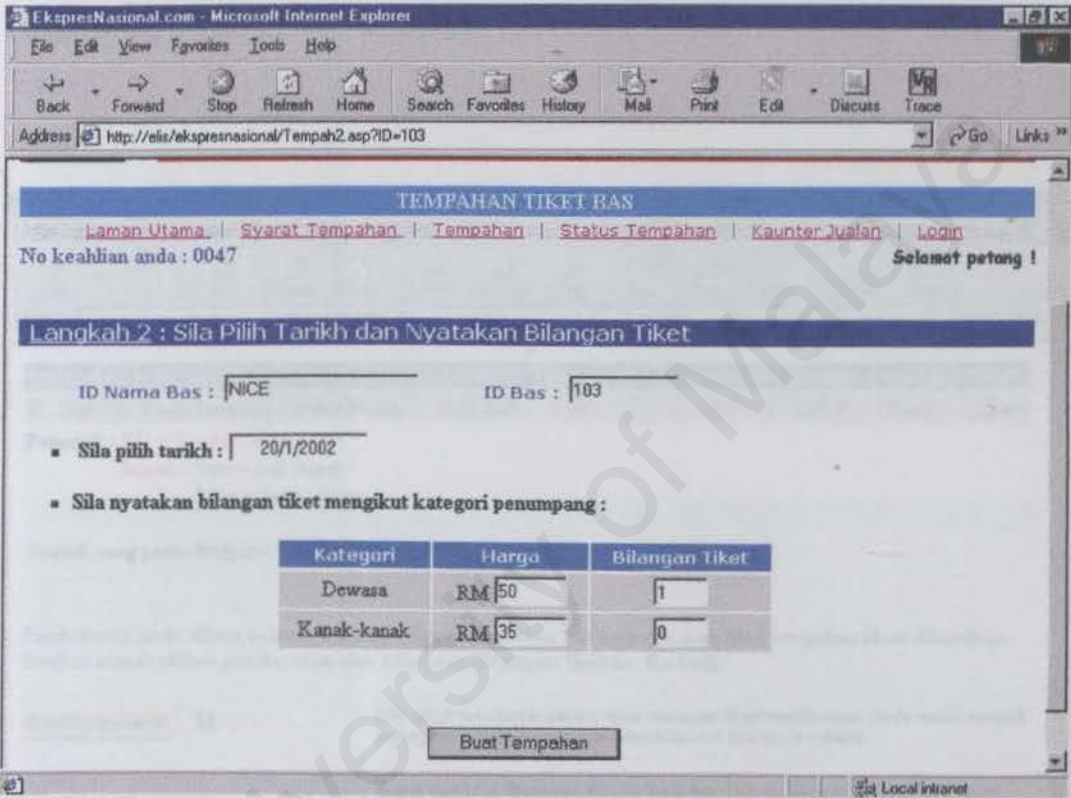 EkspresNasional.com - Microsoft Internet Explorer
File Edit View Favorites Tools Help
Back Forward Stop Refresh Home Search Favorites History Mail Print Edit Discuss Trace
Address http://elis/ekspresnasional/Tempah2.asp?ID=103 Go Links »
TEMPAHAN TIKET BAS
Laman Utama | Syarat Tempahan | Tempahan | Status Tempahan | Kaunter Jualan | Login
No keahlian anda : 0047 Selamat petang !
Langkah 2 : Sila Pilih Tarikh dan Nyatakan Bilangan Tiket
ID Nama Bas : NICE ID Bas : 103
▪ Sila pilih tarikh : 20/1/2002
▪ Sila nyatakan bilangan tiket mengikut kategori penumpang :
Kategori Harga Bilangan Tiket
Dewasa RM 50 1
Kanak-kanak RM 35 0
Buat Tempahan
Local intranet
University of Malaya